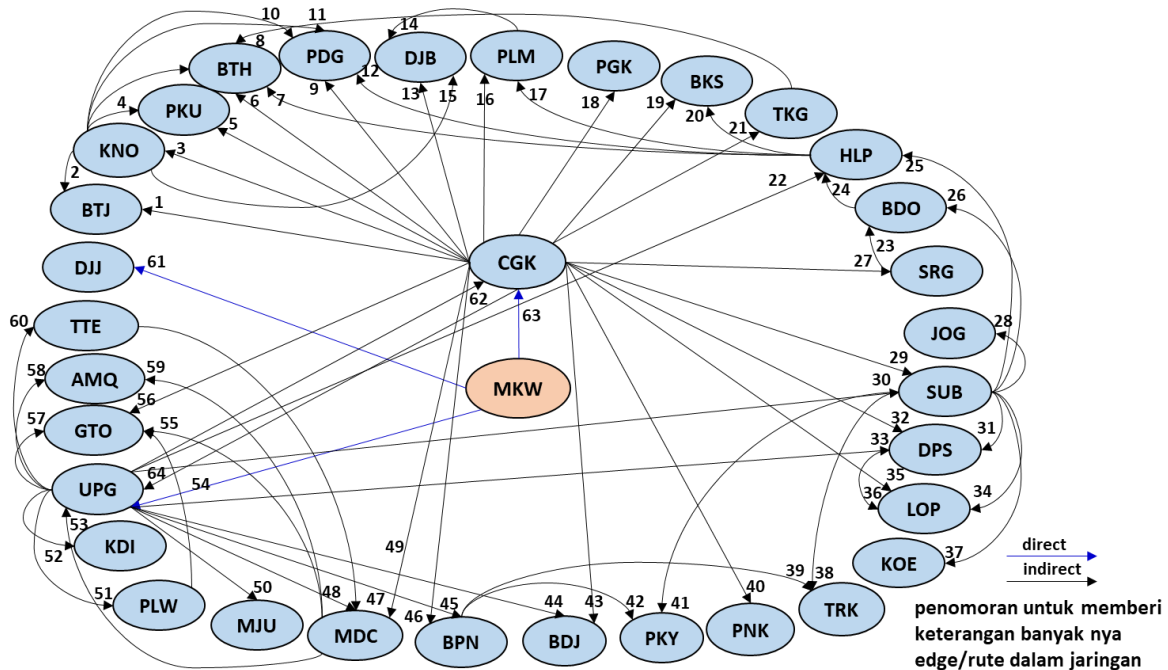 10 11 14
8
BTH PDG DJB PLM PGK BKS TKG
12
4 6 7 9 13 15 16 17 18 19 20
PKU
5 21
KNO 3 HLP
2 22 24 25
BTJ 1 BDO 26
23
CGK 27 SRG
DJJ 61
62 63
60 TTE JOG 28
58 AMQ 59 29
MKW 30 SUB
57 GTO 56 55 32 31
33 DPS
UPG 64 54 35
36 LOP 34
53 KDI
52 49 KOE 37
direct
indirect
51 PLW 50 48 47 46 45 44 43 42 41 40 39 38
MJU MDC BPN BDJ PKY PNK TRK
penomoran untuk memberi
keterangan banyak nya
edge/rute dalam jaringan